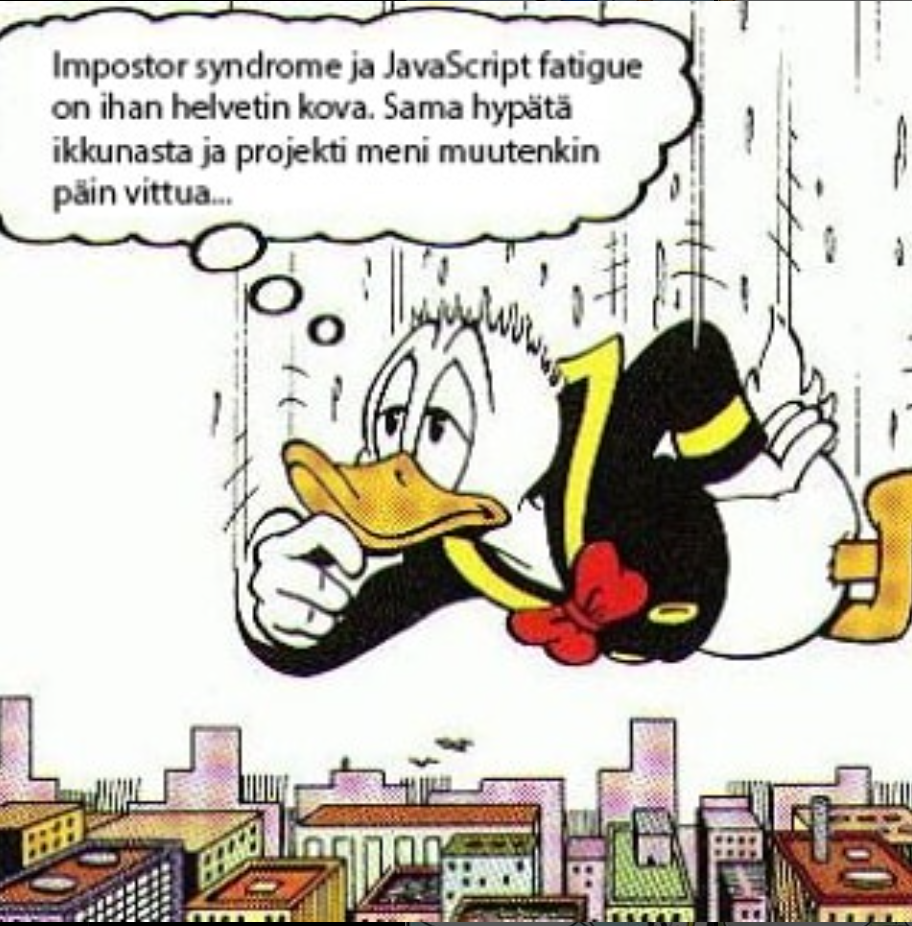 Impostor syndrome ja JavaScript fatigue
on ihan helvetin kova. Sama hypätä
ikkunasta ja projekti meni muutenkin
päin vittua...